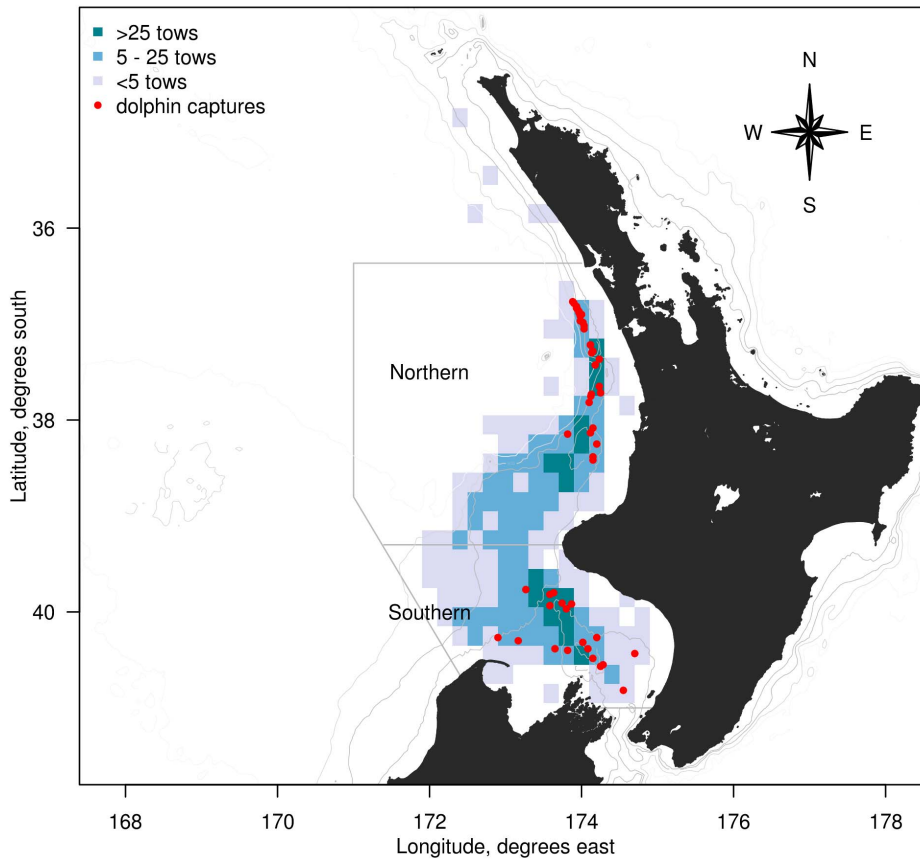 >25 tows
5 - 25 tows
<5 tows
dolphin captures
N
W E
S
36
38
40
Latitude, degrees south
Northern
Southern
168 170 172 174 176 178
Longitude, degrees east